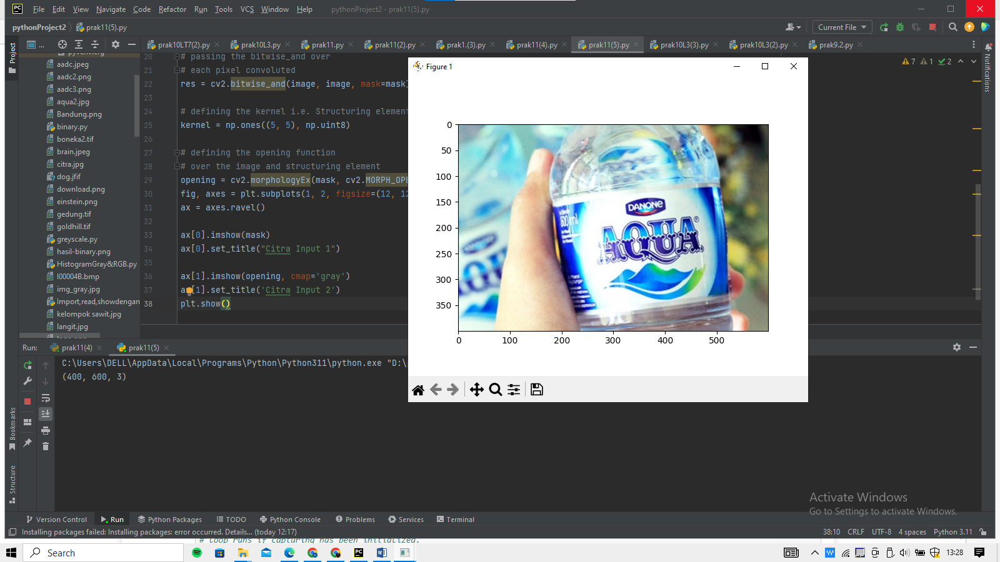 File Edit View Navigate Code Refactor Run Tools VCS Window Help pythonProject2 - prak11(5).py
pythonProject2 prak11(5).py
Current File
Project
...
prak10LT7(2).py
prak10L3.py
prak11.py
prak11(2).py
prak1.(3).py
prak11(4).py
prak11(5).py
prak10L3(3).py
prak10L3(2).py
prak9.2.py
Notifications
7 1 2
aadc.jpeg
aadc2.png
aadc3.png
aqua2.jpg
Bandung.png
binary.py
boneka2.tif
brain.jpeg
citra.jpg
dog.jfif
download.png
einstein.png
gedung.tif
goldhill.tif
greyscale.py
hasil-binary.png
HistogramGray&RGB.py
I00004B.bmp
img_gray.jpg
Import,read,showdengan
kelompok sawit.jpg
langit.jpg
20 # passing the bitwise_and over
21 # each pixel convoluted
22 res = cv2.bitwise_and(image, image, mask=mask)
23
24 # defining the kernel i.e. Structuring element
25 kernel = np.ones((5, 5), np.uint8)
26
27 # defining the opening function
28 # over the image and structuring element
29 opening = cv2.morphologyEx(mask, cv2.MORPH_OPE
30 fig, axes = plt.subplots(1, 2, figsize=(12, 12
31 ax = axes.ravel()
32
33 ax[0].imshow(mask)
34 ax[0].set_title("Citra Input 1")
35
36 ax[1].imshow(opening, cmap='gray')
37 ax[1].set_title('Citra Input 2')
38 plt.show()
Figure 1
0
50
100
150
200
250
300
350
0 100 200 300 400 500
DANONE
AQUA
600 ml
Run: prak11(4) prak11(5)
C:\Users\DELL\AppData\Local\Programs\Python\Python311\python.exe "D:\
(400, 600, 3)
Bookmarks
Structure
Activate Windows
Go to Settings to activate Windows.
Version Control Run Python Packages TODO Python Console Problems Services Terminal
Installing packages failed: Installing packages: error occurred. Details... (today 12:17)
38:10 CRLF UTF-8 4 spaces Python 3.11
# Loop runs if capturing has been initialized.
Search
13:28